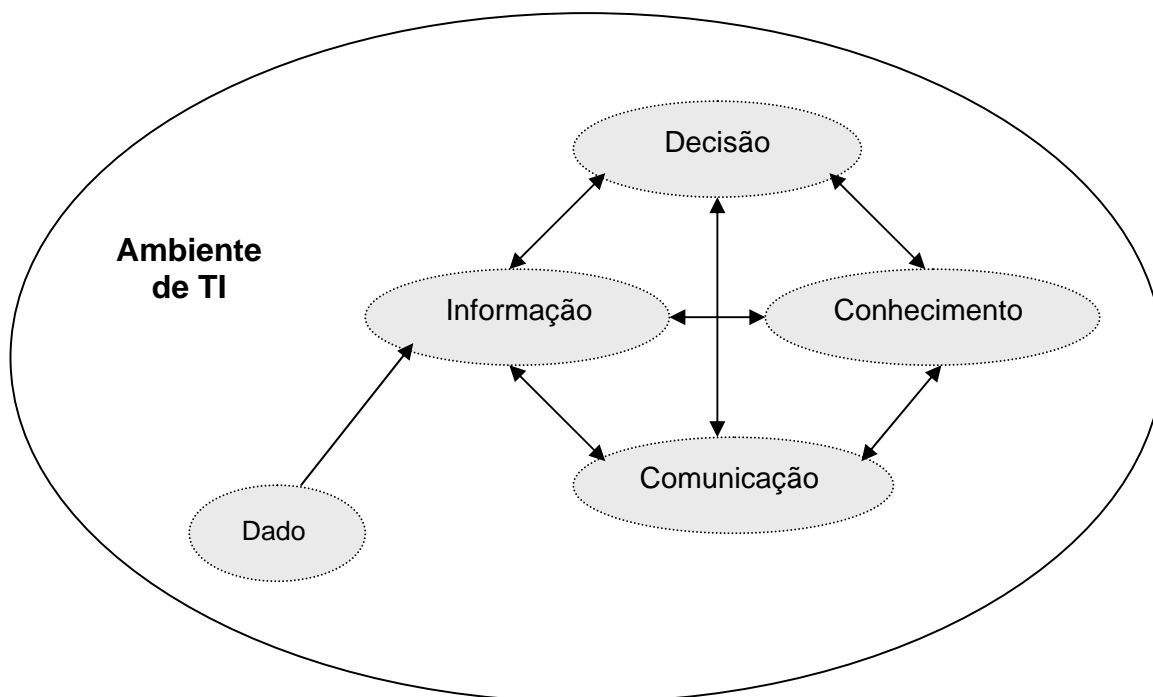 Decisão
Ambiente
de TI
Informação
Conhecimento
Comunicação
Dado